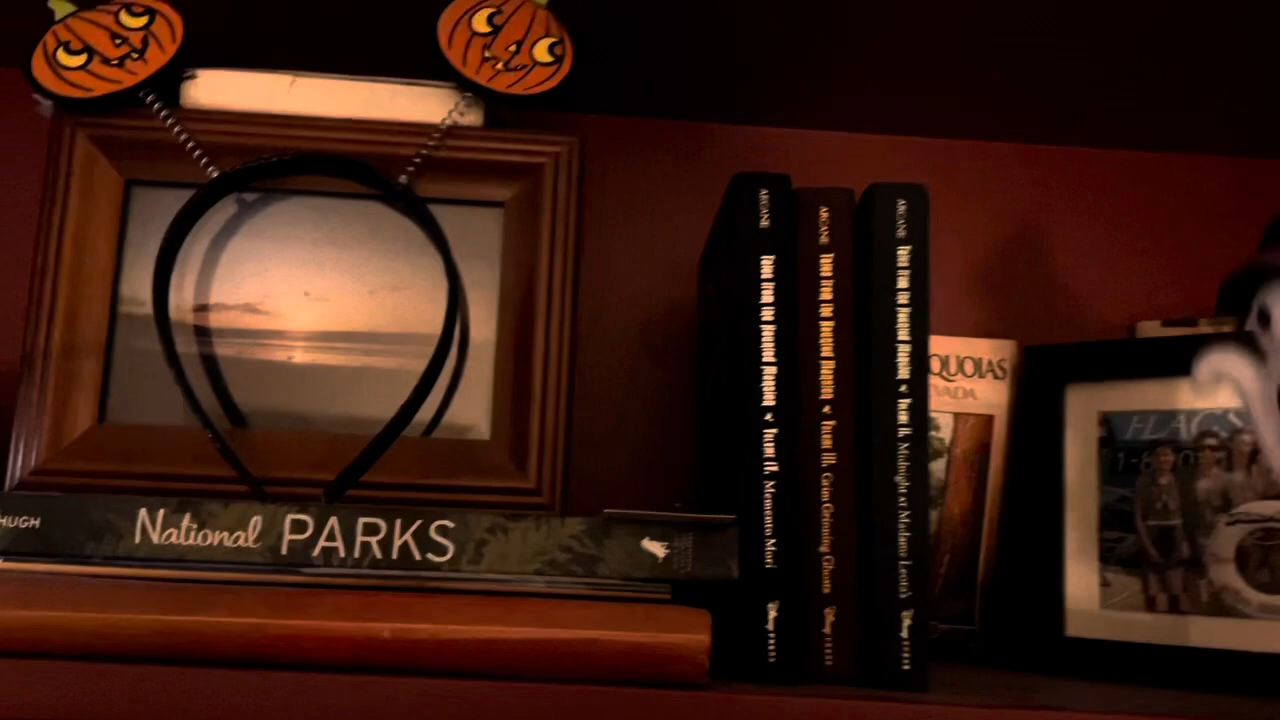 HUGH National PARKS
ARCANE Tales from the Haunted Mansion Volume IV: Memento Mori Disney PRESS
ARCANE Tales from the Haunted Mansion Volume III: Grim Grinning Ghosts Disney PRESS
ARCANE Tales from the Haunted Mansion Volume II: Midnight at Madame Leota's Disney PRESS
QUOIAS